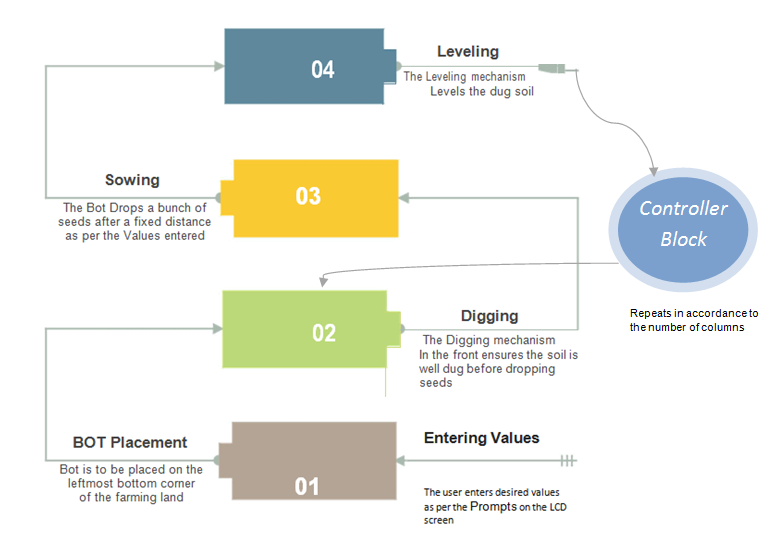 04
Leveling
The Leveling mechanism
Levels the dug soil
Sowing
The Bot Drops a bunch of
seeds after a fixed distance
as per the Values entered
03
Controller
Block
Repeats in accordance to
the number of columns
02
Digging
The Digging mechanism
In the front ensures the soil is
well dug before dropping
seeds
BOT Placement
Bot is to be placed on the
leftmost bottom corner
of the farming land
01
Entering Values
The user enters desired values
as per the Prompts on the LCD
screen